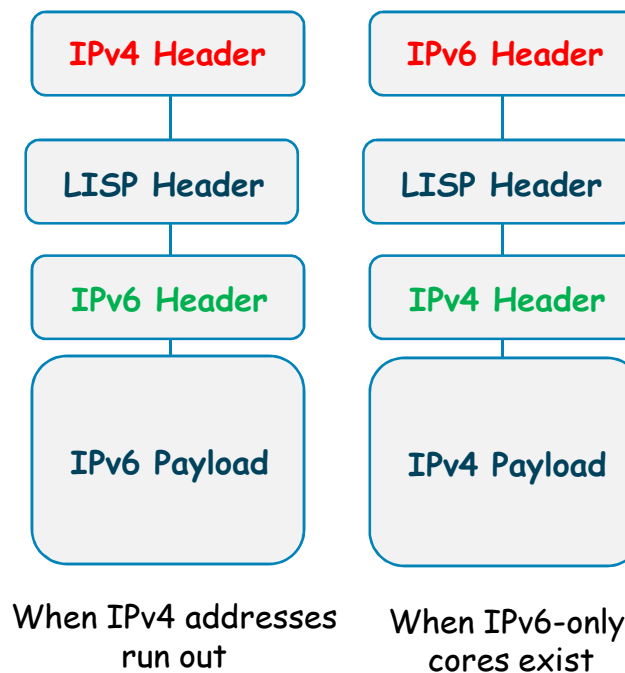 IPv4 Header
LISP Header
IPv6 Header
IPv6 Payload
When IPv4 addresses
run out
IPv6 Header
LISP Header
IPv4 Header
IPv4 Payload
When IPv6-only
cores exist